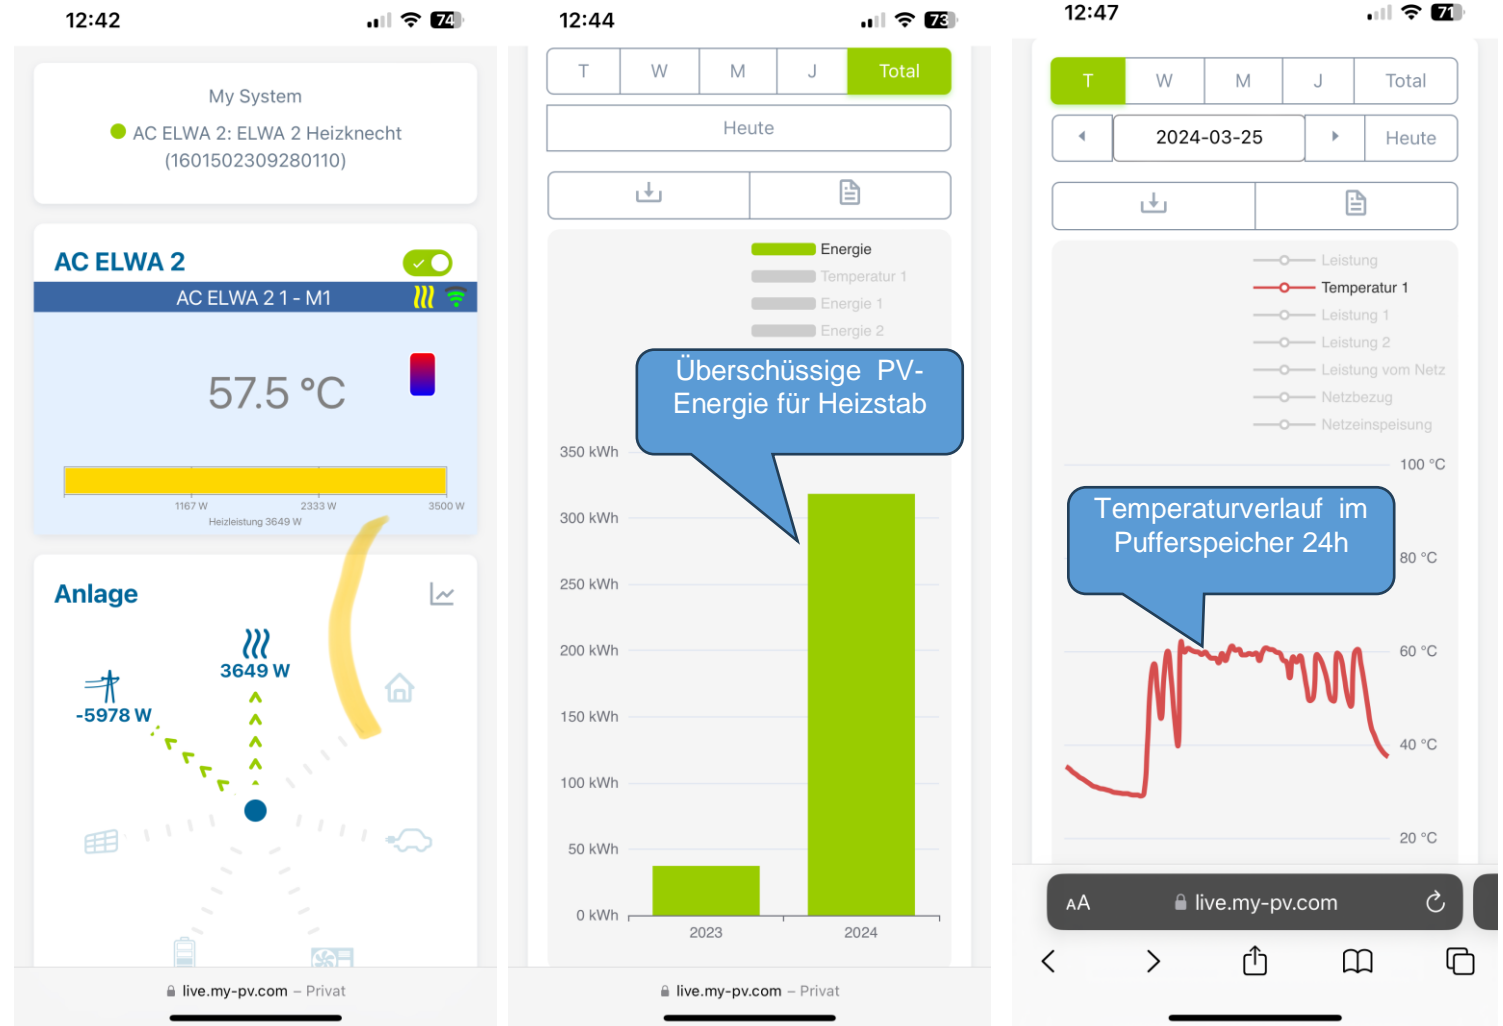 12:42
74
My System
AC ELWA 2: ELWA 2 Heizknecht
(1601502309280110)
AC ELWA 2
AC ELWA 2 1 - M1
57.5 °C
1167 W
2333 W
3500 W
Heizleistung 3649 W
Anlage
3649 W
-5978 W
live.my-pv.com – Privat
12:44
73
T
W
M
J
Total
Heute
Energie
Temperatur 1
Energie 1
Energie 2
Überschüssige PV-
Energie für Heizstab
350 kWh
300 kWh
250 kWh
200 kWh
150 kWh
100 kWh
50 kWh
0 kWh
2023
2024
live.my-pv.com – Privat
12:47
71
T
W
M
J
Total
2024-03-25
Heute
Leistung
Temperatur 1
Leistung 1
Leistung 2
Leistung vom Netz
Netzbezug
Netzeinspeisung
100 °C
Temperaturverlauf im
Pufferspeicher 24h
80 °C
60 °C
40 °C
20 °C
AA
live.my-pv.com